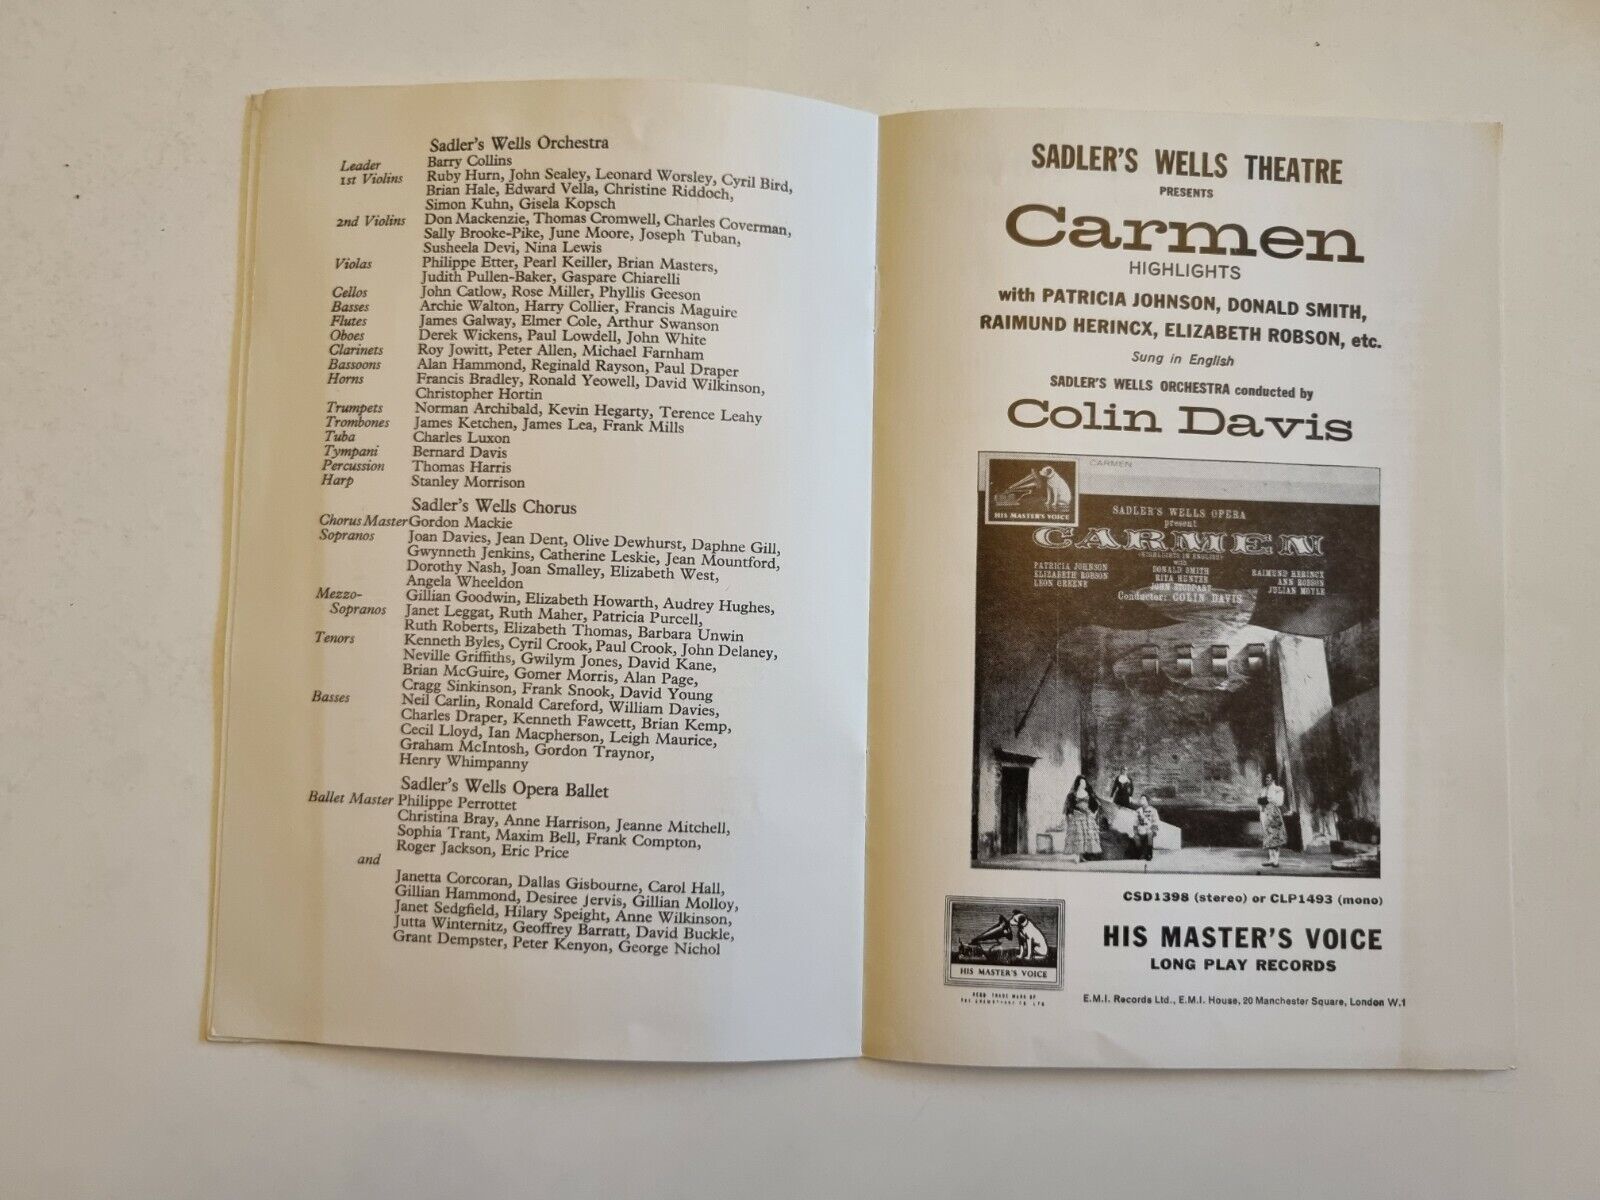 Sadler's Wells Orchestra
Leader Barry Collins
1st Violins Ruby Hurn, John Sealey, Leonard Worsley, Cyril Bird,
Brian Hale, Edward Vella, Christine Riddoch,
Simon Kuhn, Gisela Kopsch
2nd Violins Don Mackenzie, Thomas Cromwell, Charles Coverman,
Sally Brooke-Pike, June Moore, Joseph Tuban,
Susheela Devi, Nina Lewis
Violas Philippe Etter, Pearl Keiller, Brian Masters,
Judith Pullen-Baker, Gaspare Chiarelli
Cellos John Catlow, Rose Miller, Phyllis Geeson
Basses Archie Walton, Harry Collier, Francis Maguire
Flutes James Galway, Elmer Cole, Arthur Swanson
Oboes Derek Wickens, Paul Lowdell, John White
Clarinets Roy Jowitt, Peter Allen, Michael Farnham
Bassoons Alan Hammond, Reginald Rayson, Paul Draper
Horns Francis Bradley, Ronald Yeowell, David Wilkinson,
Christopher Hortin
Trumpets Norman Archibald, Kevin Hegarty, Terence Leahy
Trombones James Ketchen, James Lea, Frank Mills
Tuba Charles Luxon
Tympani Bernard Davis
Percussion Thomas Harris
Harp Stanley Morrison
Sadler's Wells Chorus
Chorus Master Gordon Mackie
Sopranos Joan Davies, Jean Dent, Olive Dewhurst, Daphne Gill,
Gwynneth Jenkins, Catherine Leskie, Jean Mountford,
Dorothy Nash, Joan Smalley, Elizabeth West,
Angela Wheeldon
Mezzo- Gillian Goodwin, Elizabeth Howarth, Audrey Hughes,
Sopranos Janet Leggat, Ruth Maher, Patricia Purcell,
Ruth Roberts, Elizabeth Thomas, Barbara Unwin
Tenors Kenneth Byles, Cyril Crook, Paul Crook, John Delaney,
Neville Griffiths, Gwilym Jones, David Kane,
Brian McGuire, Gomer Morris, Alan Page,
Cragg Sinkinson, Frank Snook, David Young
Basses Neil Carlin, Ronald Careford, William Davies,
Charles Draper, Kenneth Fawcett, Brian Kemp,
Cecil Lloyd, Ian Macpherson, Leigh Maurice,
Graham McIntosh, Gordon Traynor,
Henry Whimpanny
Sadler's Wells Opera Ballet
Ballet Master Philippe Perrottet
Christina Bray, Anne Harrison, Jeanne Mitchell,
Sophia Trant, Maxim Bell, Frank Compton,
Roger Jackson, Eric Price
and
Janetta Corcoran, Dallas Gisbourne, Carol Hall,
Gillian Hammond, Desiree Jervis, Gillian Molloy,
Janet Sedgfield, Hilary Speight, Anne Wilkinson,
Jutta Winternitz, Geoffrey Barratt, David Buckle,
Grant Dempster, Peter Kenyon, George Nichol
SADLER'S WELLS THEATRE
PRESENTS
Carmen
HIGHLIGHTS
with PATRICIA JOHNSON, DONALD SMITH,
RAIMUND HERINCX, ELIZABETH ROBSON, etc.
Sung in English
SADLER'S WELLS ORCHESTRA conducted by
Colin Davis
CARMEN
HIS MASTER'S VOICE
SADLER'S WELLS OPERA
present
CARMEN
(HIGHLIGHTS IN ENGLISH)
with
PATRICIA JOHNSON DONALD SMITH RAIMUND HERINCX
ELIZABETH ROBSON RITA HUNTER ANN ROBSON
LEON GREENE JOHN STODDART JULIAN MOYLE
Conductor: COLIN DAVIS
CSD1398 (stereo) or CLP1493 (mono)
HIS MASTER'S VOICE
HIS MASTER'S VOICE
LONG PLAY RECORDS
REGD. TRADE MARK OF
THE GRAMOPHONE CO. LTD.
E.M.I. Records Ltd., E.M.I. House, 20 Manchester Square, London W.1